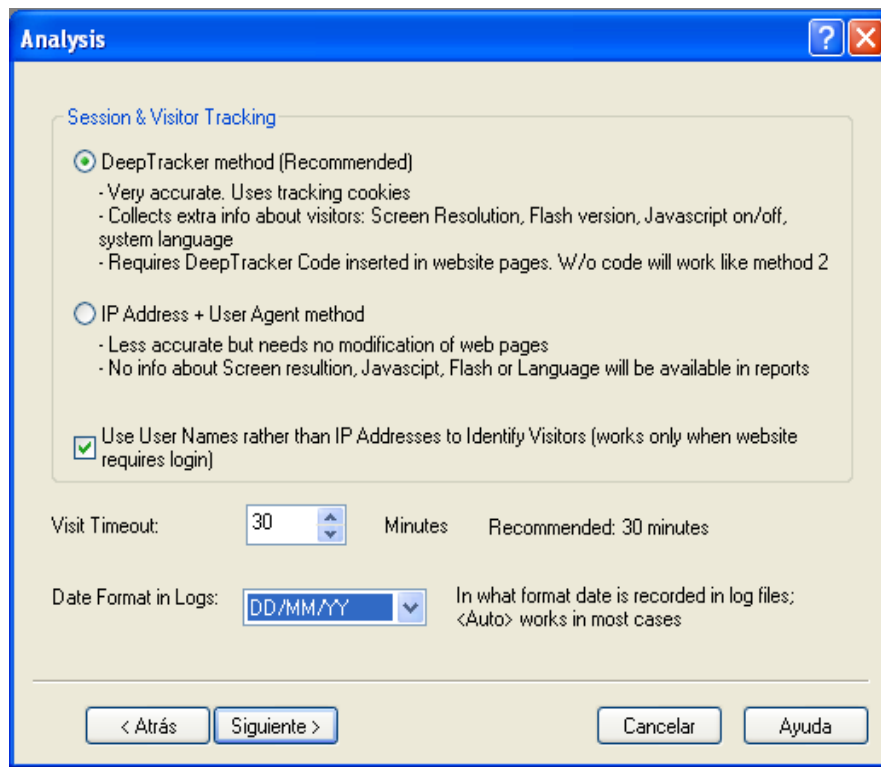 Analysis
Session & Visitor Tracking
DeepTracker method (Recommended)
- Very accurate. Uses tracking cookies
- Collects extra info about visitors: Screen Resolution, Flash version, Javascript on/off,
system language
- Requires DeepTracker Code inserted in website pages. W/o code will work like method 2
IP Address + User Agent method
- Less accurate but needs no modification of web pages
- No info about Screen resultion, Javascipt, Flash or Language will be available in reports
Use User Names rather than IP Addresses to Identify Visitors (works only when website
requires login)
Visit Timeout: 30 Minutes Recommended: 30 minutes
Date Format in Logs: DD/MM/YY In what format date is recorded in log files;
<Auto> works in most cases
< Atrás Siguiente > Cancelar Ayuda